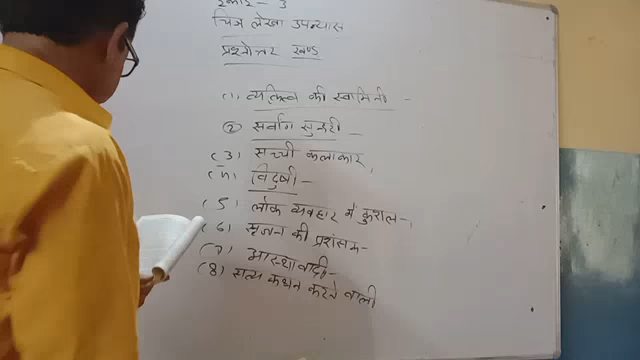 इकाई - 3
चित्र लेखा उपन्यास
प्रश्नोत्तर खण्ड
(1) व्यक्तित्व की स्वामिनी -
② सर्वांग सुन्दरी -
(3) सच्ची कलाकार,
(4) विदुषी -
(5) लोक व्यवहार में कुशल -
(6) सृजन की प्रशंसक -
(7) आस्थावादी -
(8) सत्य कथन करने वाली